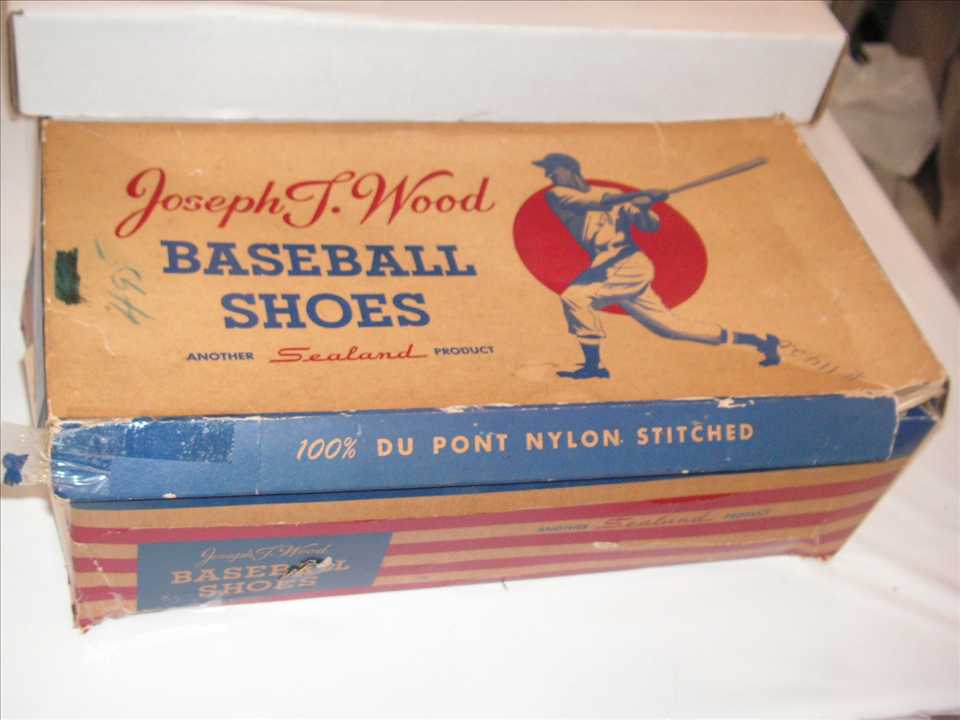 Joseph T. Wood
BASEBALL
SHOES
ANOTHER Sealand PRODUCT
495
100% DU PONT NYLON STITCHED
ANOTHER Sealand PRODUCT
Joseph T. Wood
BASEBALL
SHOES